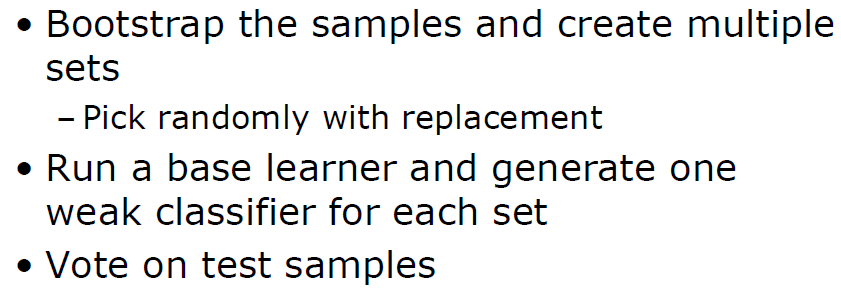 • Bootstrap the samples and create multiple
sets
– Pick randomly with replacement
• Run a base learner and generate one
weak classifier for each set
• Vote on test samples